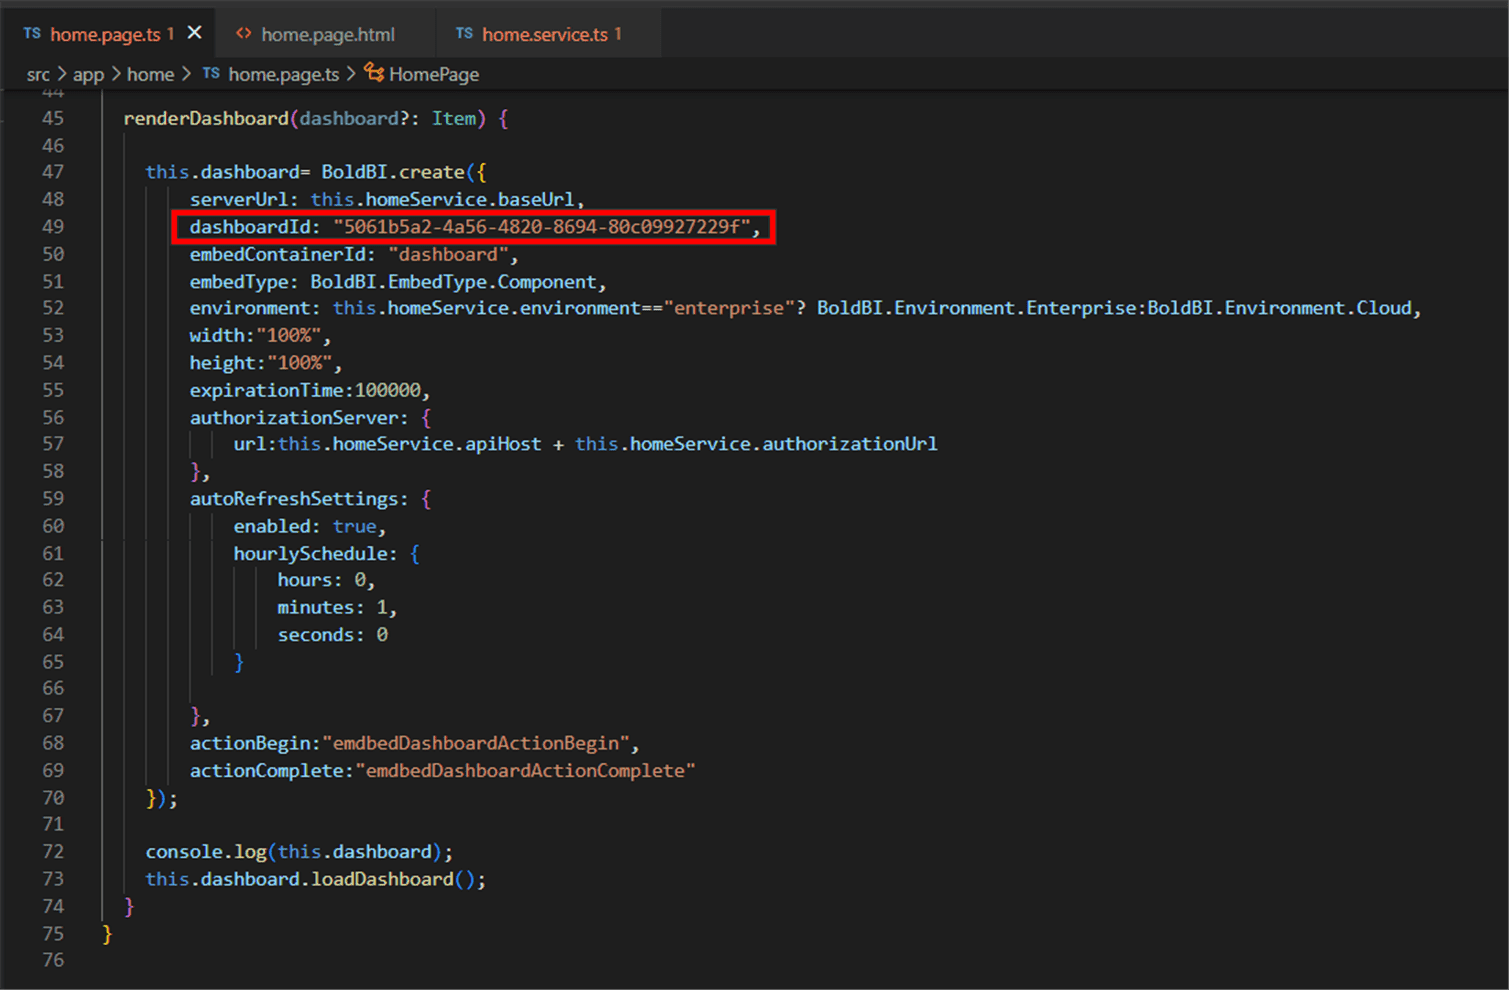 TS home.page.ts 1 × <> home.page.html TS home.service.ts 1
src > app > home > TS home.page.ts > HomePage
44
45 renderDashboard(dashboard?: Item) {
46
47 this.dashboard= BoldBI.create({
48 serverUrl: this.homeService.baseUrl,
49 dashboardId: "5061b5a2-4a56-4820-8694-80c09927229f",
50 embedContainerId: "dashboard",
51 embedType: BoldBI.EmbedType.Component,
52 environment: this.homeService.environment=="enterprise"? BoldBI.Environment.Enterprise:BoldBI.Environment.Cloud,
53 width:"100%",
54 height:"100%",
55 expirationTime:100000,
56 authorizationServer: {
57 url:this.homeService.apiHost + this.homeService.authorizationUrl
58 },
59 autoRefreshSettings: {
60 enabled: true,
61 hourlySchedule: {
62 hours: 0,
63 minutes: 1,
64 seconds: 0
65 }
66
67 },
68 actionBegin:"emdbedDashboardActionBegin",
69 actionComplete:"emdbedDashboardActionComplete"
70 });
71
72 console.log(this.dashboard);
73 this.dashboard.loadDashboard();
74 }
75 }
76